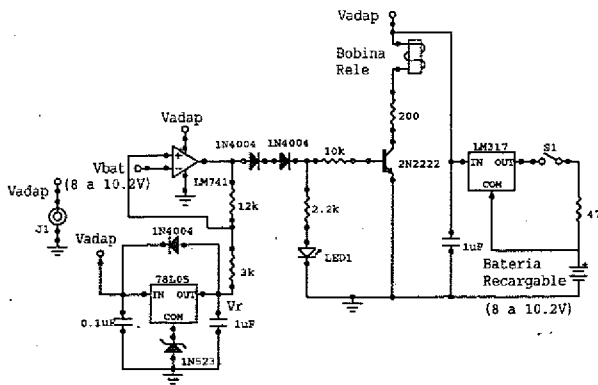 Vadap
Bobina
Rele
Vadap
200
1N4004
1N4004
10k
2N2222
LM317
IN
OUT
COM
S1
Vbat
(8 a 10.2V)
LM741
12k
2.2k
LED1
47
Vadap
J1
Vadap
1N4004
3k
78L05
IN
OUT
COM
Vr
0.1uF
1uF
1N523
1uF
Bateria
Recargable
(8 a 10.2V)